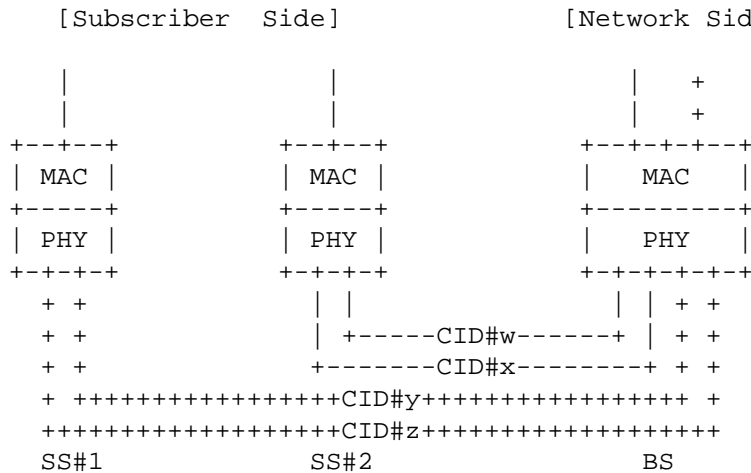 [Subscriber  Side]              [Network Sid
     |                 |                   |   +
     |                 |                   |   +
  +--+--+           +--+--+             +--+-+-+--+
  | MAC |           | MAC |             |   MAC   |
  +-----+           +-----+             +---------+
  | PHY |           | PHY |             |   PHY   |
  +-+-+-+           +-+-+-+             +-+-+-+-+-+
    + +               | |                 | | + +
    + +               | +-----CID#w------+ | + +
    + +               +-------CID#x--------+ + +
    + +++++++++++++++++CID#y+++++++++++++++++ +
    +++++++++++++++++++CID#z+++++++++++++++++++
    SS#1              SS#2                  BS